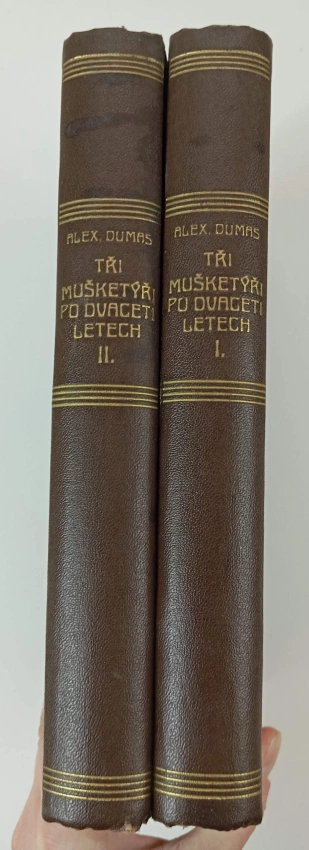 ALEX. DUMAS
TŘI
MUŠKETÝŘI
PO DVACETI
LETECH
II.
ALEX. DUMAS
TŘI
MUŠKETÝŘI
PO DVACETI
LETECH
I.